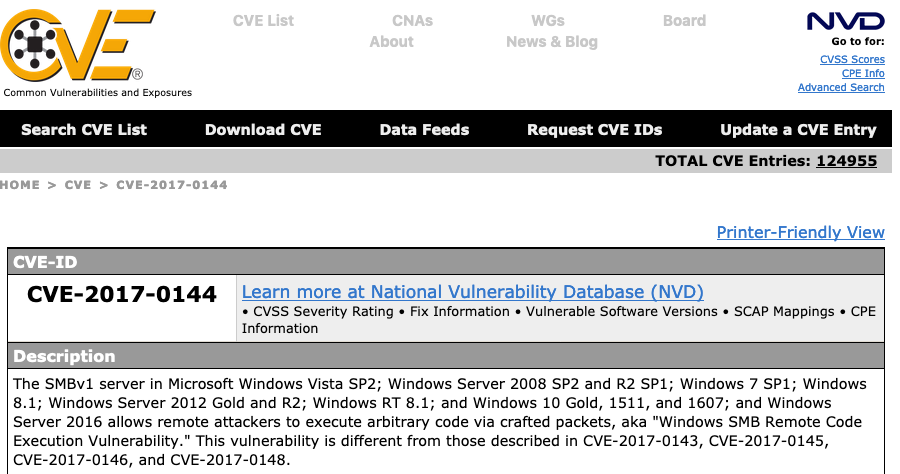 CVE
®
Common Vulnerabilities and Exposures
CVE List CNAs WGs Board
About News & Blog
NVD
Go to for:
CVSS Scores
CPE Info
Advanced Search
Search CVE List Download CVE Data Feeds Request CVE IDs Update a CVE Entry
TOTAL CVE Entries: 124955
HOME > CVE > CVE-2017-0144
Printer-Friendly View
CVE-ID
CVE-2017-0144
Learn more at National Vulnerability Database (NVD)
• CVSS Severity Rating • Fix Information • Vulnerable Software Versions • SCAP Mappings • CPE
Information
Description
The SMBv1 server in Microsoft Windows Vista SP2; Windows Server 2008 SP2 and R2 SP1; Windows 7 SP1; Windows
8.1; Windows Server 2012 Gold and R2; Windows RT 8.1; and Windows 10 Gold, 1511, and 1607; and Windows
Server 2016 allows remote attackers to execute arbitrary code via crafted packets, aka "Windows SMB Remote Code
Execution Vulnerability." This vulnerability is different from those described in CVE-2017-0143, CVE-2017-0145,
CVE-2017-0146, and CVE-2017-0148.